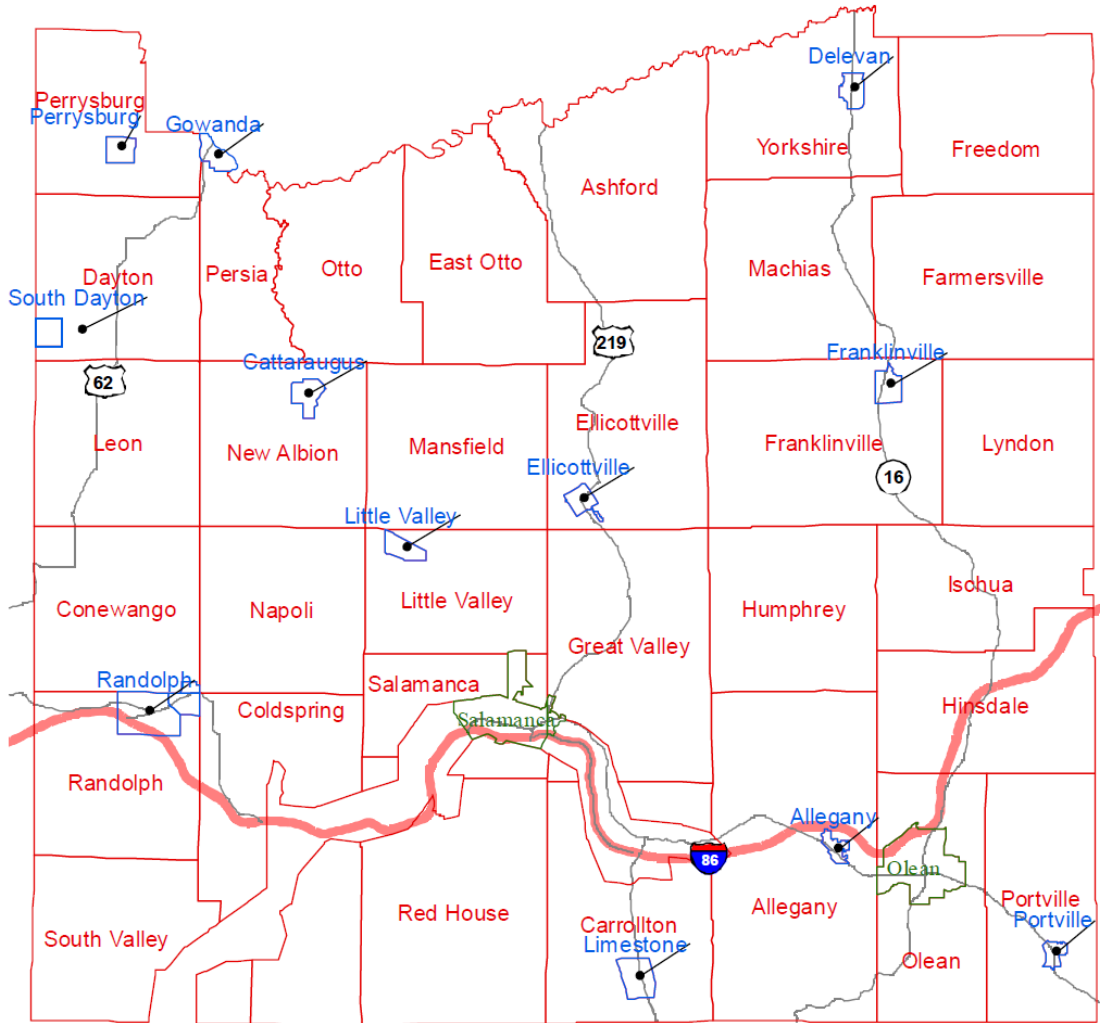 Delevan
Perrysburg
Perrysburg
Gowanda
Yorkshire
Freedom
Ashford
East Otto
Otto
Persia
Dayton
Machias
Farmersville
South Dayton
219
Franklinville
Cattaraugus
62
Ellicottville
Leon
New Albion
Mansfield
Franklinville
Lyndon
Ellicottville
16
Little Valley
Ischua
Conewango
Napoli
Little Valley
Humphrey
Great Valley
Randolph
Salamanca
Coldspring
Hinsdale
Salamanca
Randolph
Allegany
86
Olean
Portville
Red House
Allegany
Carrollton
Portville
South Valley
Limestone
Olean